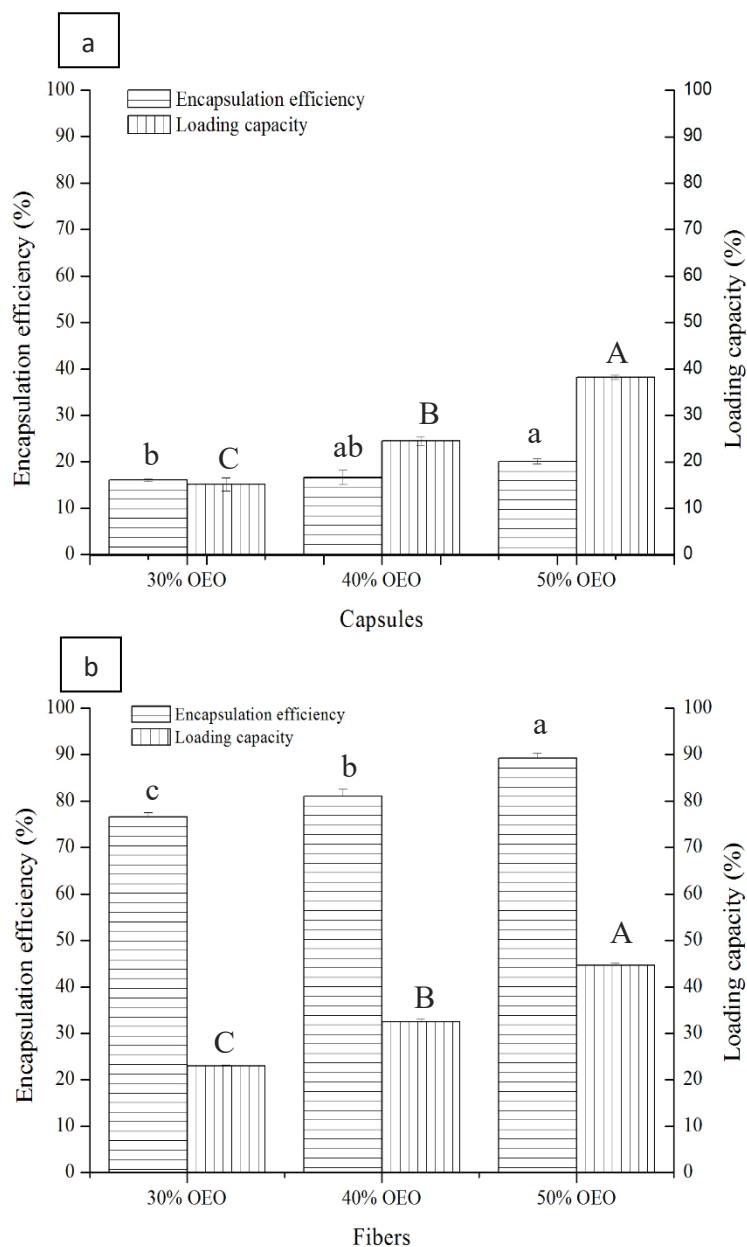 a
Encapsulation efficiency
Loading capacity
100 90 80 70 60 50 40 30 20 10 0
Encapsulation efficiency (%)
b C ab B a A
100 90 80 70 60 50 40 30 20 10 0
Loading capacity (%)
30% OEO 40% OEO 50% OEO
Capsules
b
Encapsulation efficiency
Loading capacity
100 90 80 70 60 50 40 30 20 10 0
Encapsulation efficiency (%)
c C b B a A
100 90 80 70 60 50 40 30 20 10 0
Loading capacity (%)
30% OEO 40% OEO 50% OEO
Fibers